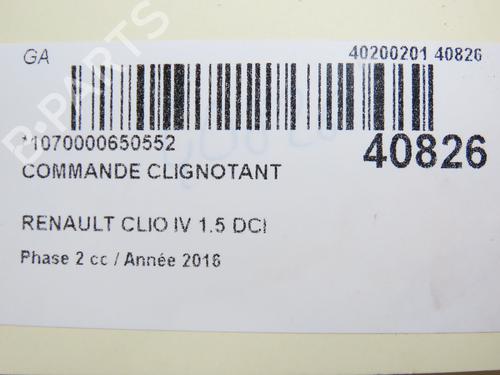 GA
40200201 40826
*1070000650552
40826
COMMANDE CLIGNOTANT
RENAULT CLIO IV 1.5 DCI
Phase 2 cc / Année 2016
B-PARTS